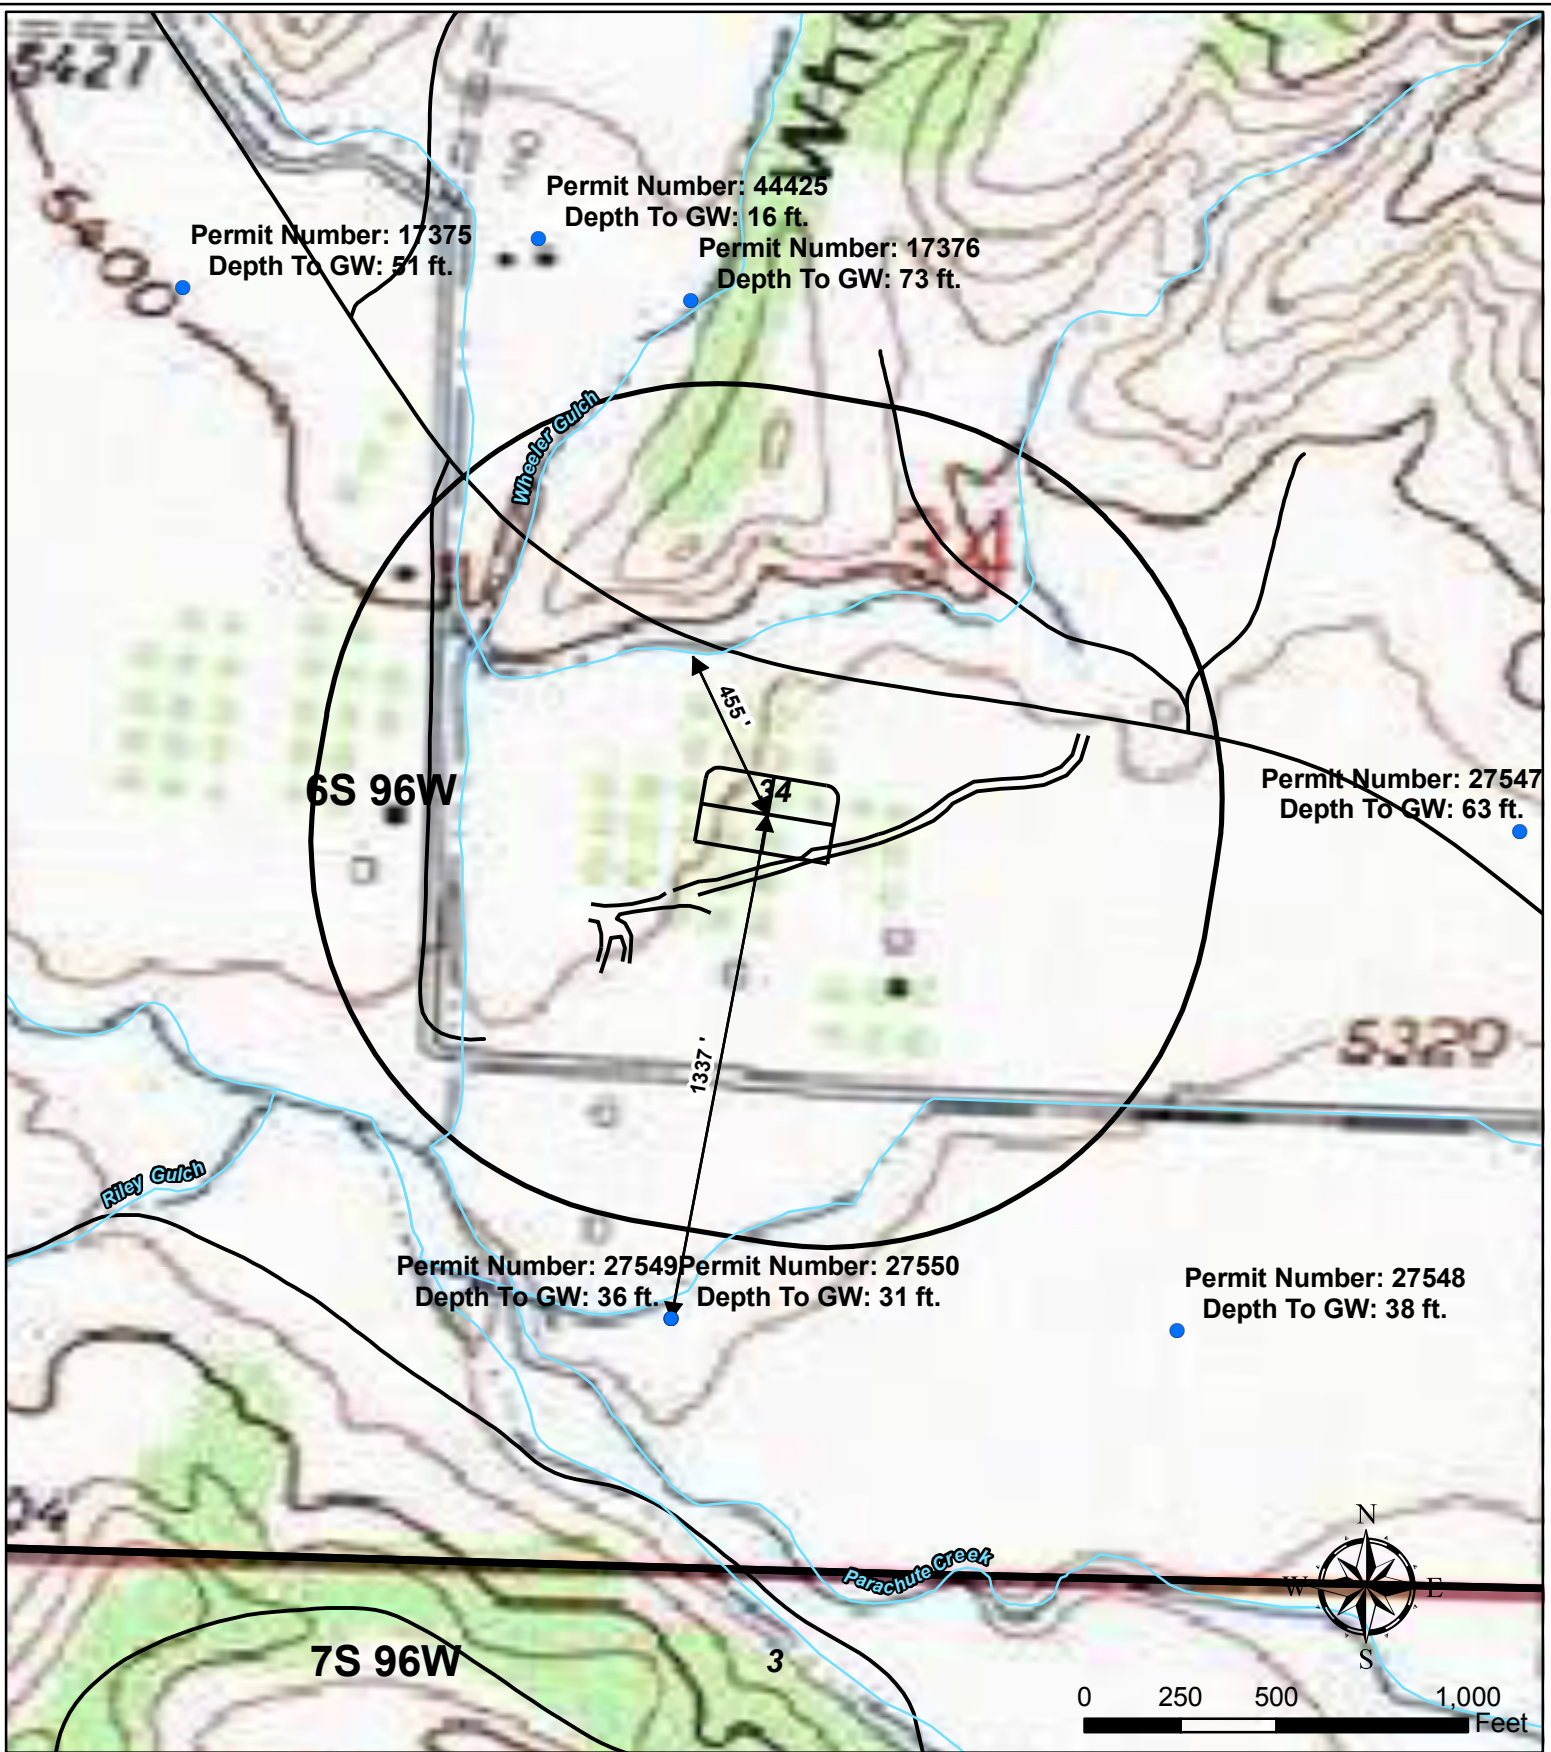 5421
Whe
Permit Number: 44425
Depth To GW: 16 ft.
Permit Number: 17375
Depth To GW: 51 ft.
Permit Number: 17376
Depth To GW: 73 ft.
5400
Wheeler Gulch
34
455 '
6S 96W
34
Permit Number: 27547
Depth To GW: 63 ft.
5320
1337 '
Riley Gulch
Permit Number: 27549
Depth To GW: 36 ft.
Permit Number: 27550
Depth To GW: 31 ft.
Permit Number: 27548
Depth To GW: 38 ft.
04
Parachute Creek
N
W E
S
7S 96W
3
0 250 500 1,000
Feet